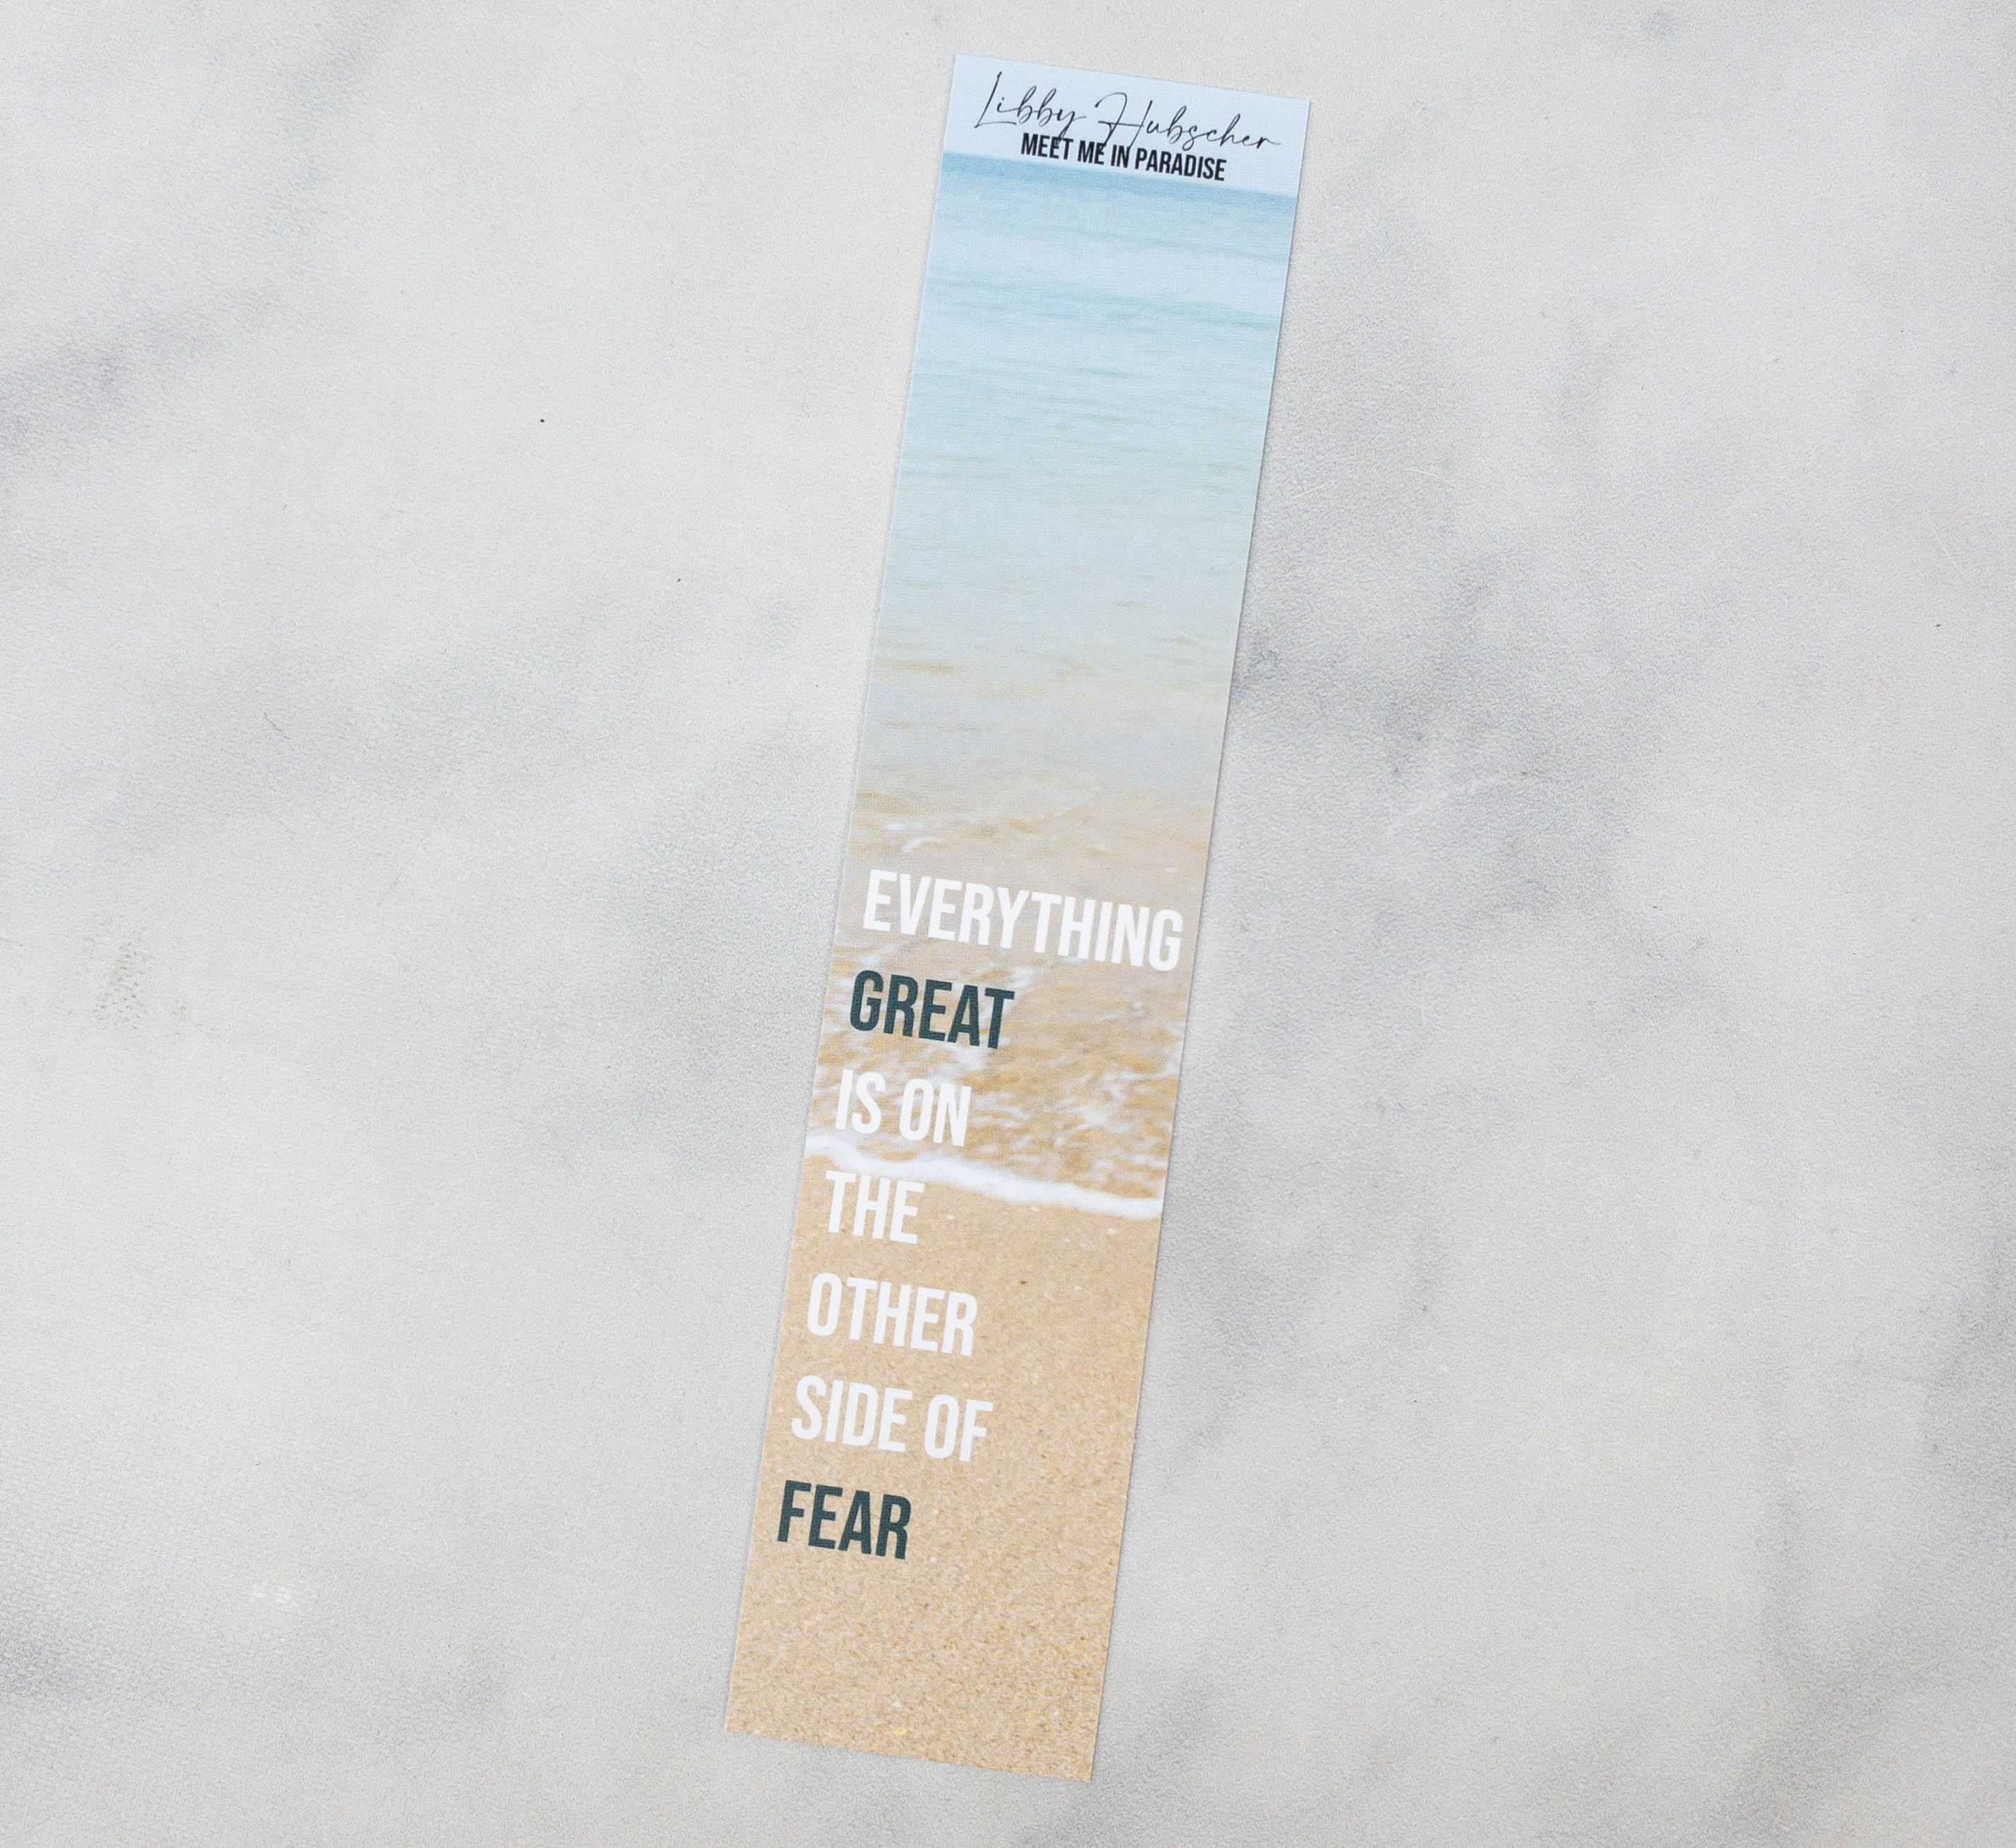 Libby Hubscher
MEET ME IN PARADISE
EVERYTHING
GREAT
IS ON
THE
OTHER
SIDE OF
FEAR